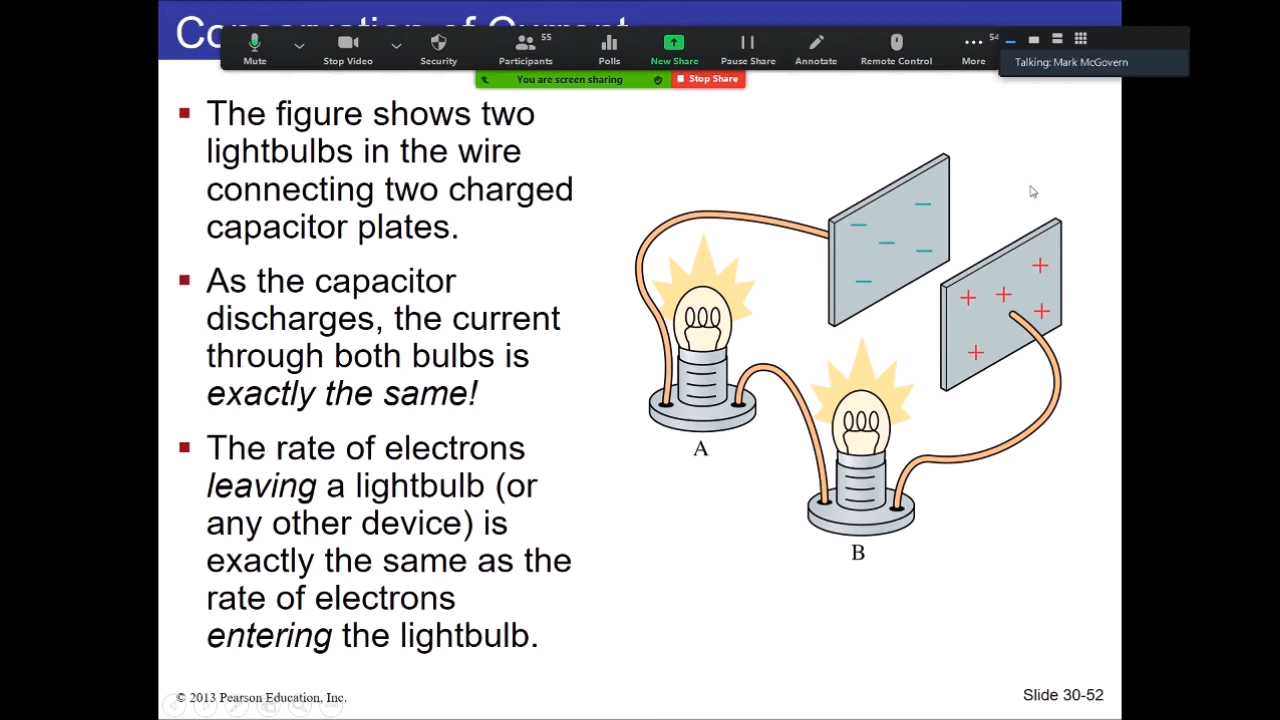 Conservation of Current
Mute
Stop Video
Security
55
Participants
Polls
New Share
Pause Share
Annotate
Remote Control
54
More
Talking: Mark McGovern
You are screen sharing
Stop Share
The figure shows two
lightbulbs in the wire
connecting two charged
capacitor plates.
As the capacitor
discharges, the current
through both bulbs is
exactly the same!
The rate of electrons
leaving a lightbulb (or
any other device) is
exactly the same as the
rate of electrons
entering the lightbulb.
A
B
© 2013 Pearson Education, Inc.
Slide 30-52